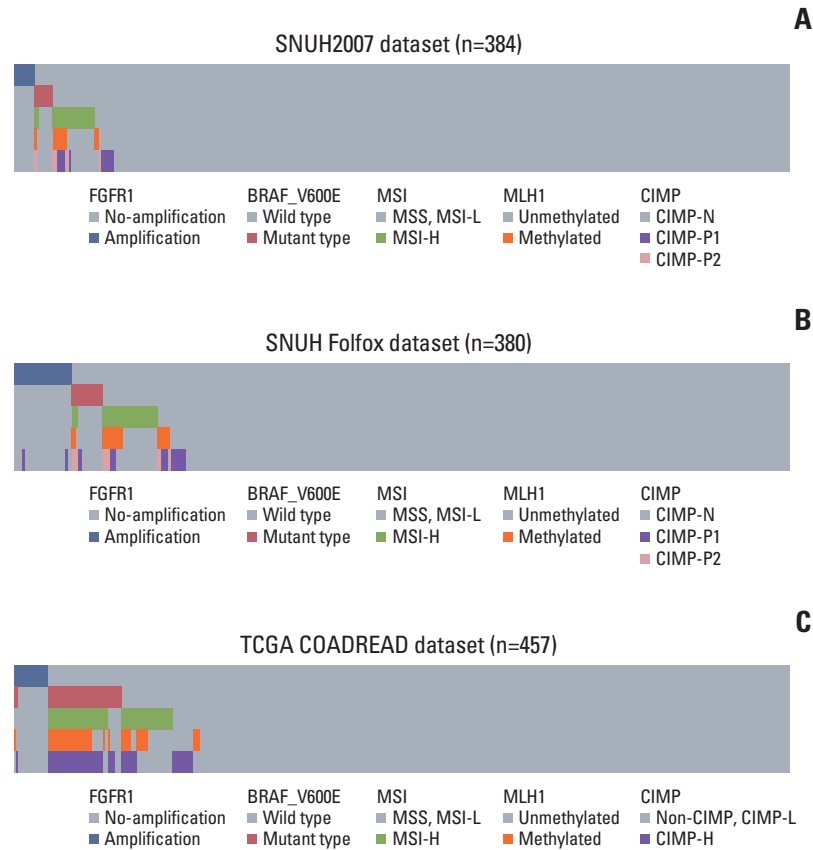 A
SNUH2007 dataset (n=384)
FGFR1 BRAF_V600E MSI MLH1 CIMP
No-amplification Wild type MSS, MSI-L Unmethylated CIMP-N
Amplification Mutant type MSI-H Methylated CIMP-P1
CIMP-P2
B
SNUH Folfox dataset (n=380)
FGFR1 BRAF_V600E MSI MLH1 CIMP
No-amplification Wild type MSS, MSI-L Unmethylated CIMP-N
Amplification Mutant type MSI-H Methylated CIMP-P1
CIMP-P2
C
TCGA COADREAD dataset (n=457)
FGFR1 BRAF_V600E MSI MLH1 CIMP
No-amplification Wild type MSS, MSI-L Unmethylated Non-CIMP, CIMP-L
Amplification Mutant type MSI-H Methylated CIMP-H